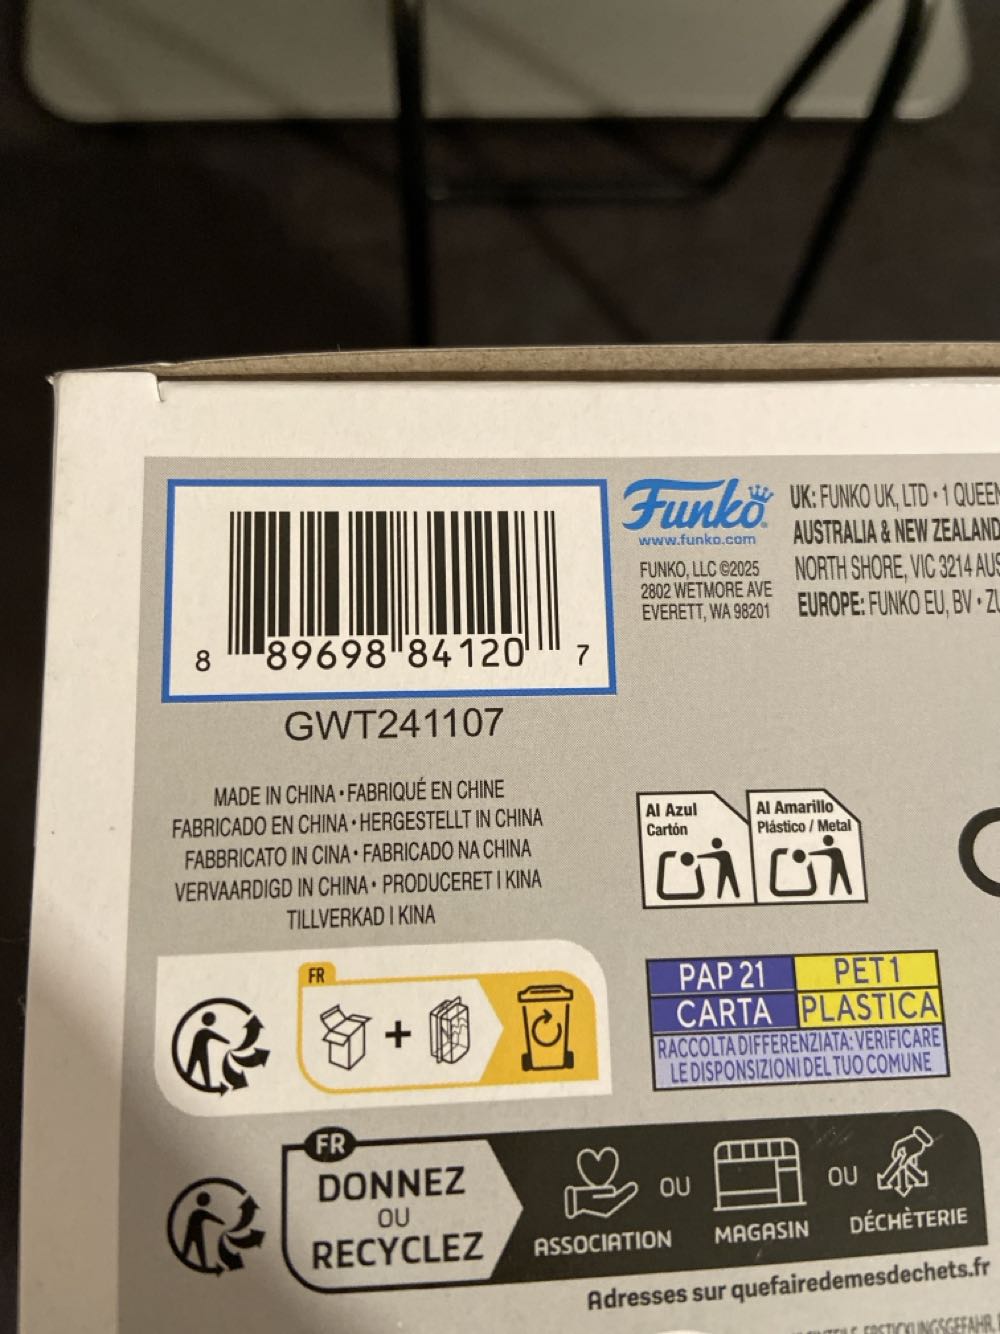 8 89698 84120 7
GWT241107
Funko
www.funko.com
FUNKO, LLC ©2025
2802 WETMORE AVE
EVERETT, WA 98201
UK: FUNKO UK, LTD • 1 QUEEN
AUSTRALIA & NEW ZEALAND
NORTH SHORE, VIC 3214 AUS
EUROPE: FUNKO EU, BV •
MADE IN CHINA • FABRIQUÉ EN CHINE
FABRICADO EN CHINA • HERGESTELLT IN CHINA
FABBRICATO IN CINA • FABRICADO NA CHINA
VERVAARDIGD IN CHINA • PRODUCERET I KINA
TILLVERKAD I KINA
Al Azul
Cartón
Al Amarillo
Plástico / Metal
FR
PAP 21
CARTA
PET 1
PLASTICA
RACCOLTA DIFFERENZIATA: VERIFICARE
LE DISPONSIZIONI DEL TUO COMUNE
FR
DONNEZ
OU
RECYCLEZ
ASSOCIATION
OU
MAGASIN
OU
DÉCHÈTERIE
Adresses sur quefairedemesdechets.fr